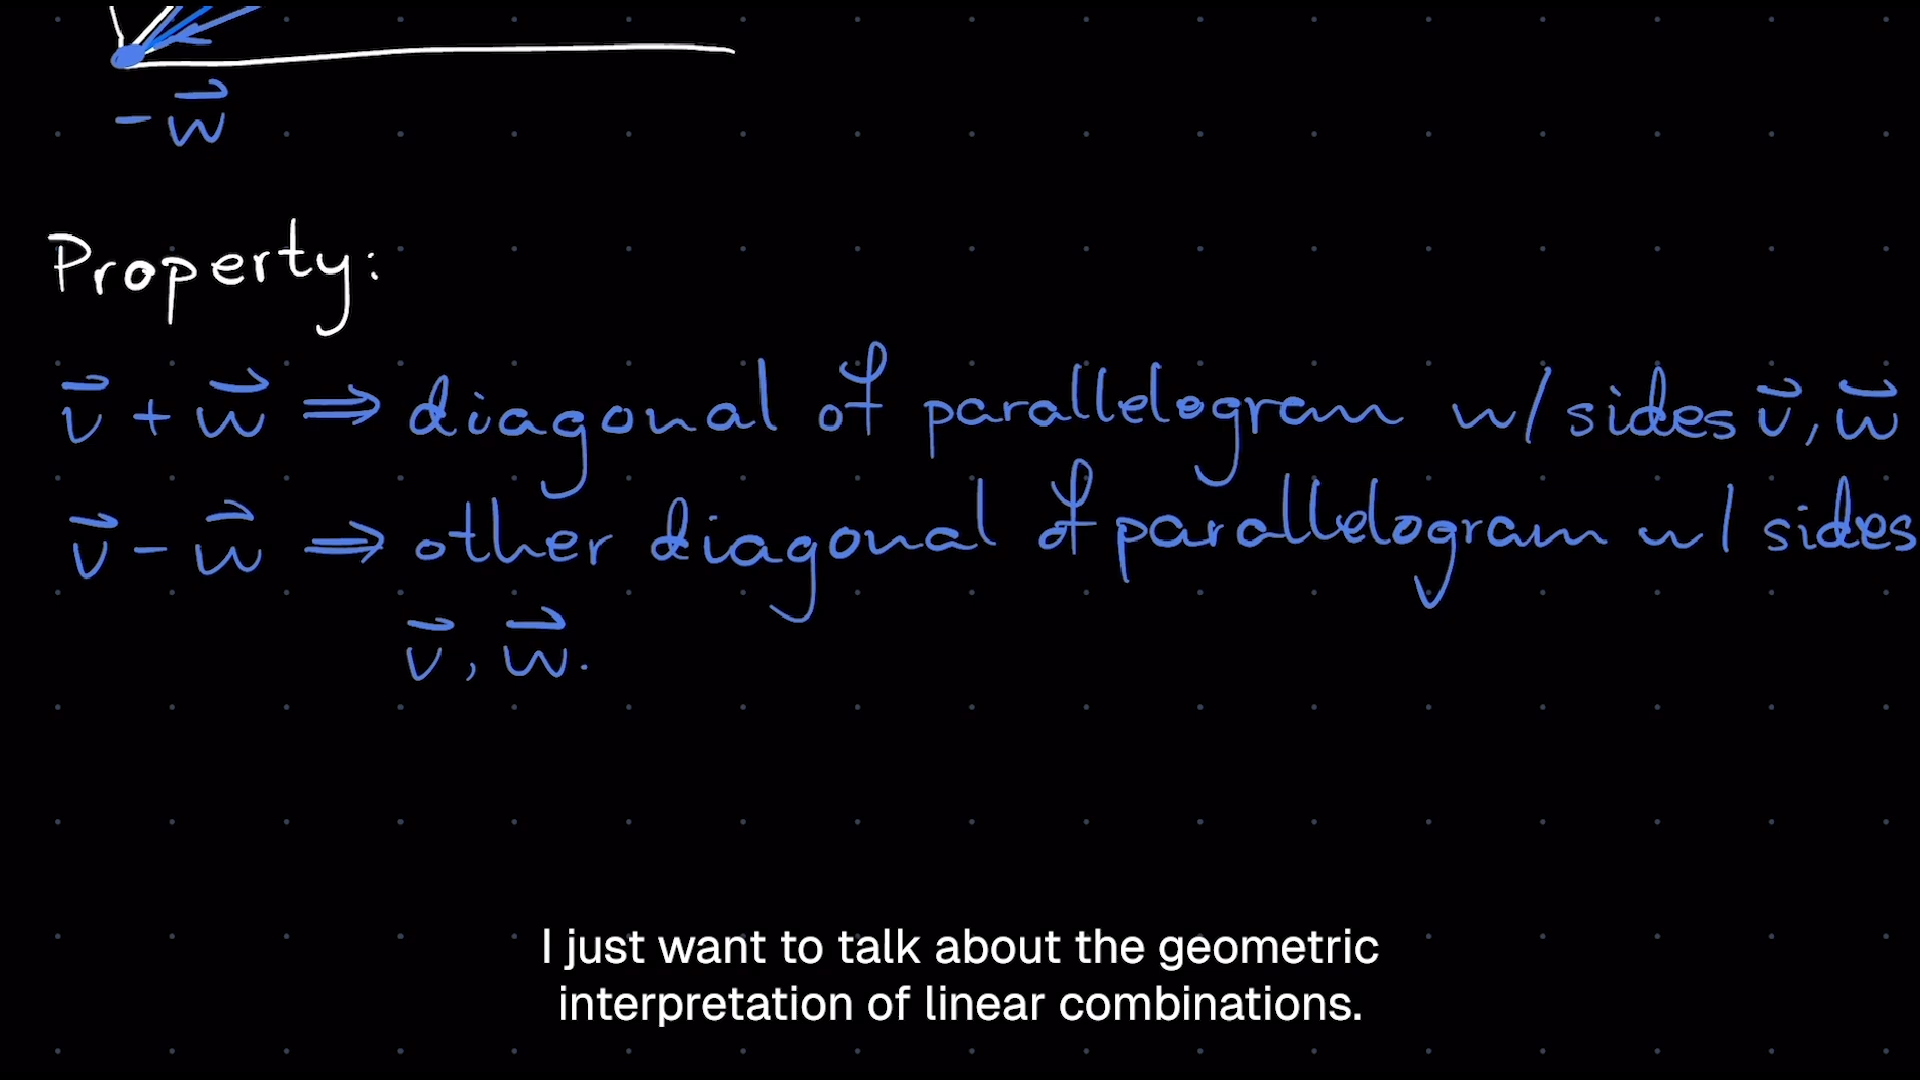 -w⃗
Property:
v⃗ + w⃗ ⇒ diagonal of parallelogram w/ sides v⃗, w⃗
v⃗ - w⃗ ⇒ other diagonal of parallelogram w/ sides
v⃗, w⃗.
I just want to talk about the geometric
interpretation of linear combinations.